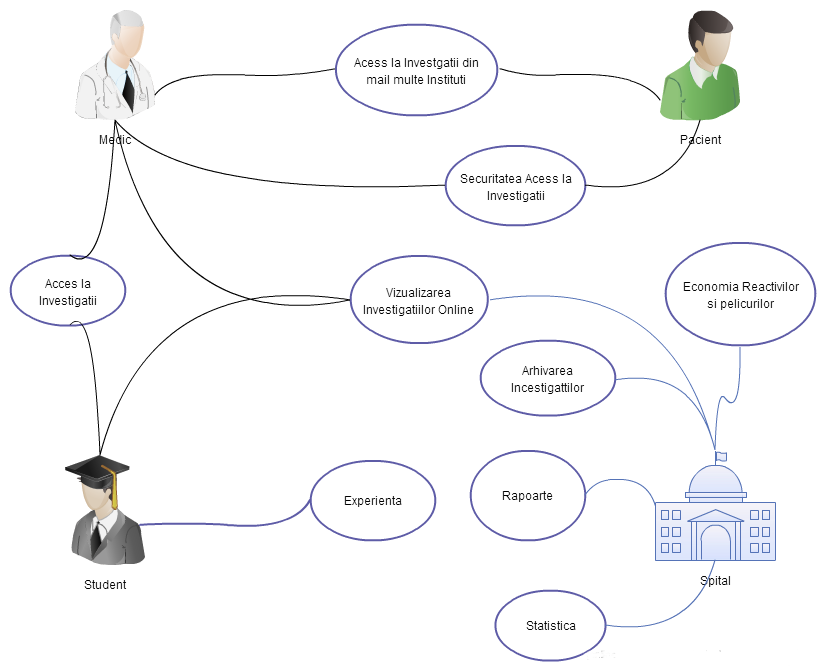 Acess la Investgatii din
mail multe Instituti
Medic
Pacient
Securitatea Acess la
Investigatii
Acces la
Investigatii
Vizualizarea
Investigatiilor Online
Economia Reactivilor
si pelicurilor
Arhivarea
Incestigattilor
Experienta
Rapoarte
Student
Spital
Statistica